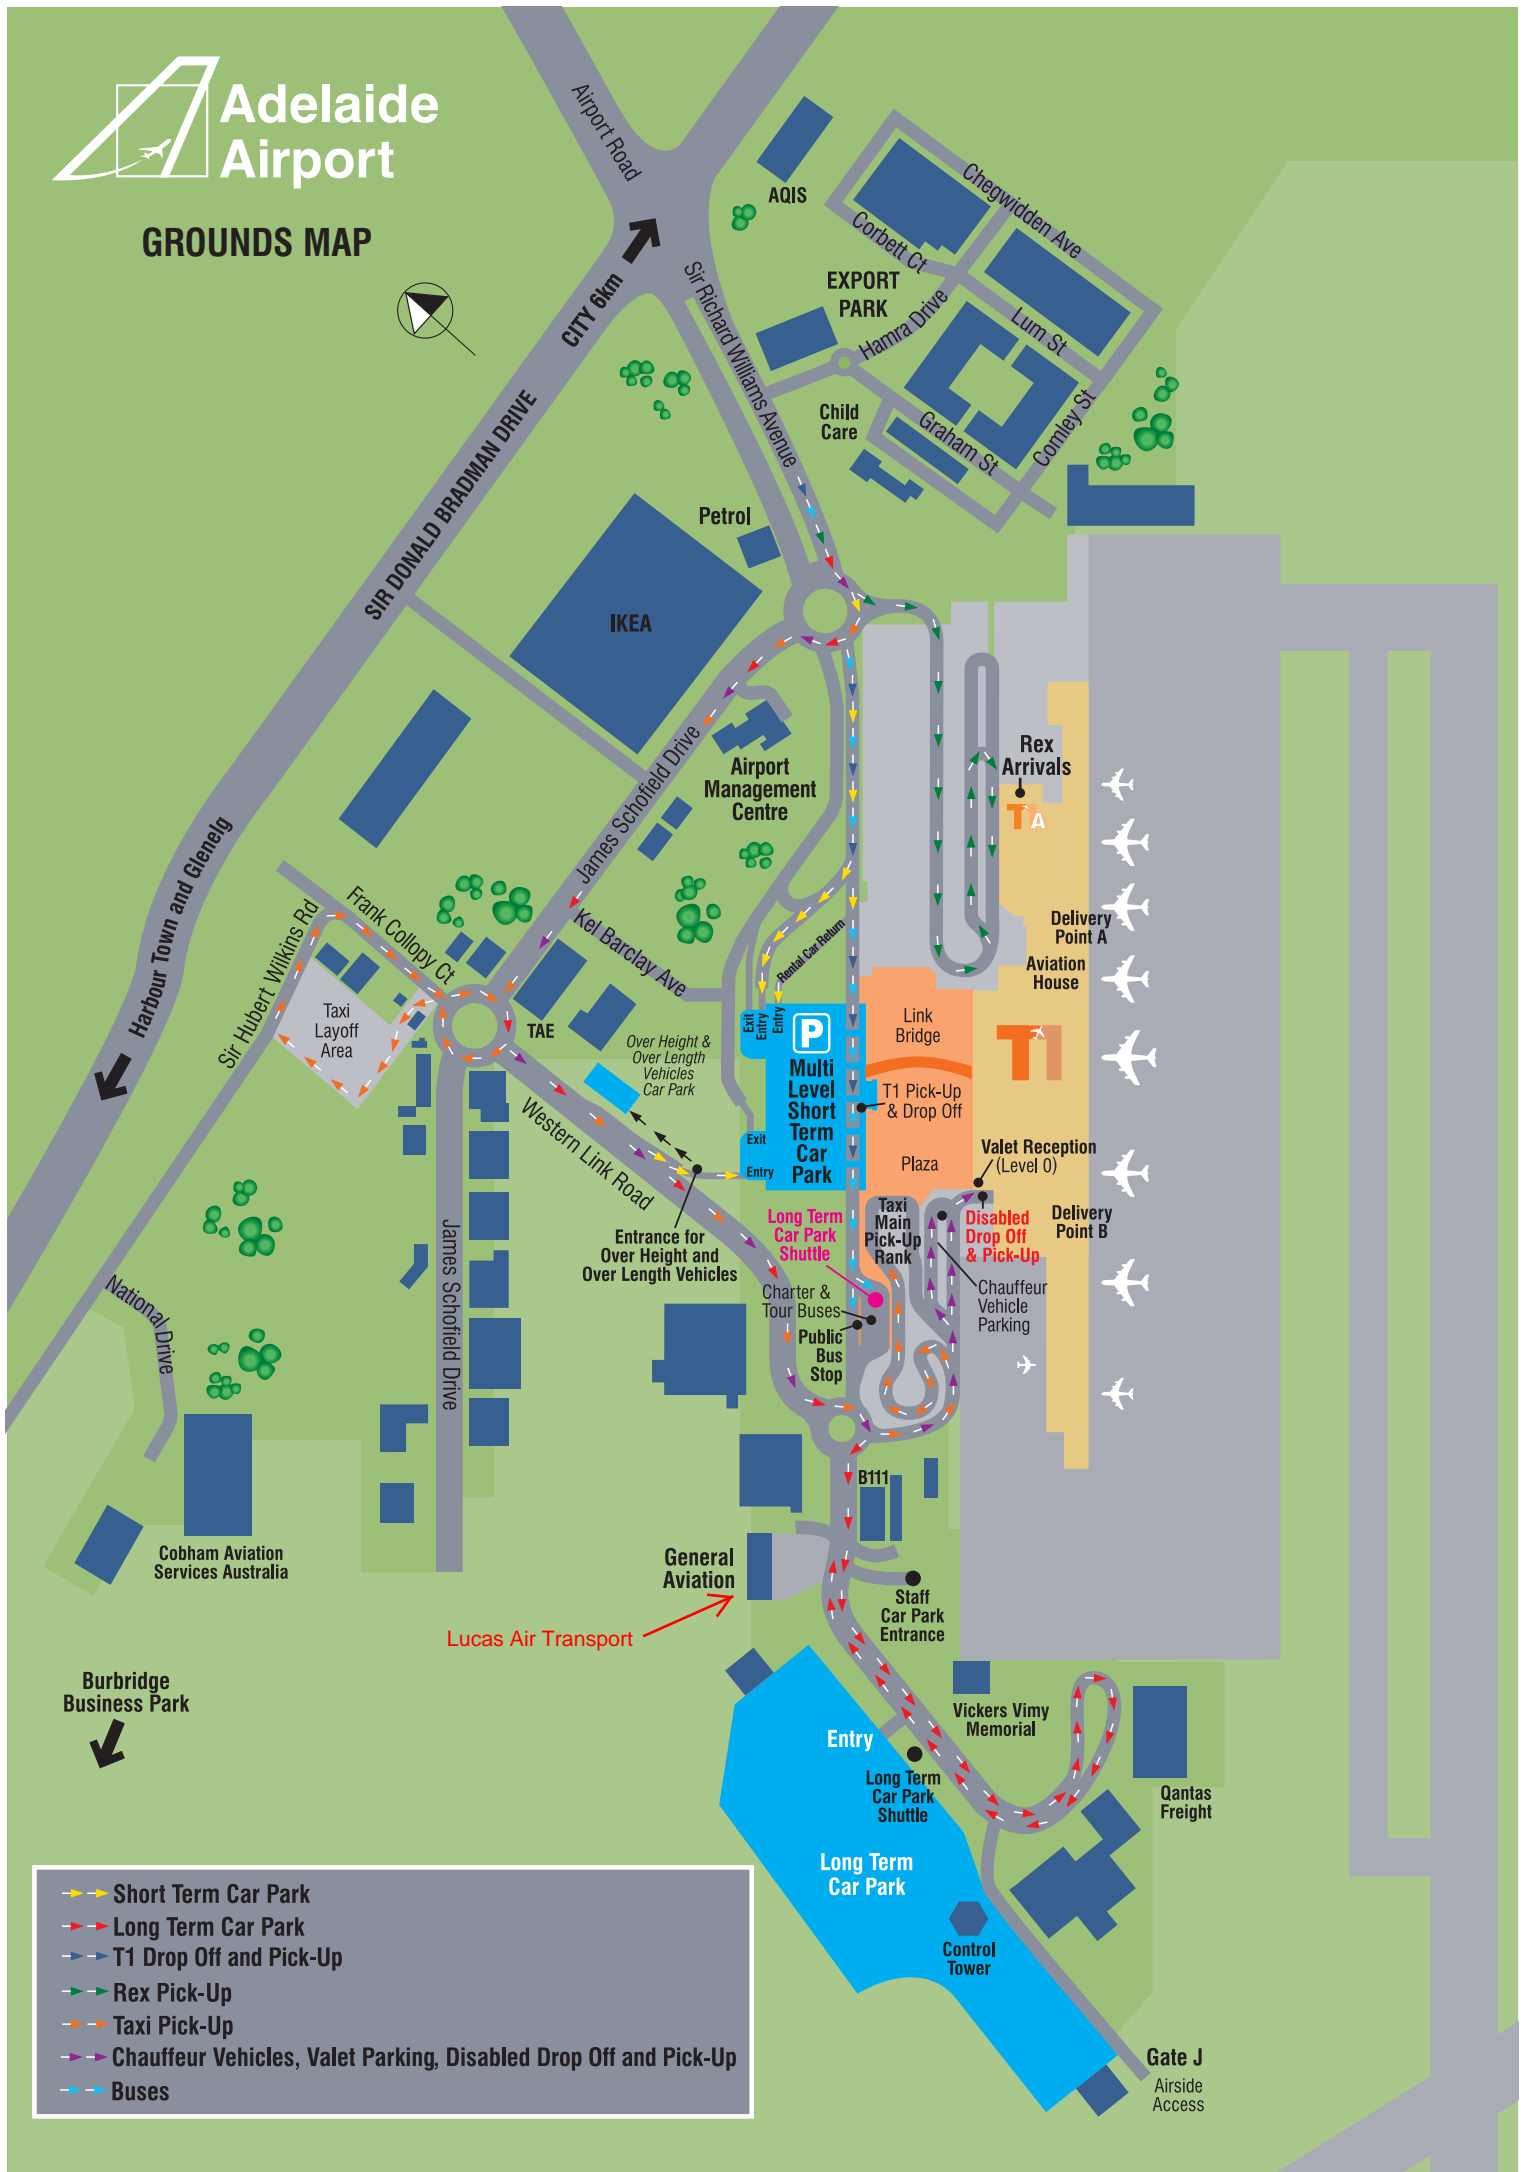 Adelaide
Airport
GROUNDS MAP
Airport Road
AQIS
Chegwidden Ave
Corbett Ct
CITY 6km
Sir Richard Williams Avenue
EXPORT
PARK
Hamra Drive
Lum St
SIR DONALD BRADMAN DRIVE
Child
Care
Graham St
Comley St
Petrol
IKEA
James Schofield Drive
Airport
Management
Centre
Rex
Arrivals
T A
Harbour Town and Glenelg
Sir Hubert Wilkins Rd
Frank Collopy Ct
Kel Barclay Ave
Rental Car Return
Delivery
Point A
Aviation
House
Taxi
Layoff
Area
TAE
Over Height &
Over Length
Vehicles
Car Park
Exit
Entry
Entry
P
Link
Bridge
T1
Multi
Level
Short
Term
Car
Park
T1 Pick-Up
& Drop Off
Exit
Entry
Plaza
Valet Reception
(Level 0)
Western Link Road
Long Term
Car Park
Shuttle
Taxi
Main
Pick-Up
Rank
Disabled
Drop Off
& Pick-Up
Delivery
Point B
Entrance for
Over Height and
Over Length Vehicles
Charter &
Tour Buses
Chauffeur
Vehicle
Parking
Public
Bus
Stop
National Drive
James Schofield Drive
B111
Cobham Aviation
Services Australia
General
Aviation
Staff
Car Park
Entrance
Lucas Air Transport
Burbridge
Business Park
Vickers Vimy
Memorial
Entry
Long Term
Car Park
Shuttle
Qantas
Freight
Long Term
Car Park
Control
Tower
Gate J
Airside
Access
Short Term Car Park
Long Term Car Park
T1 Drop Off and Pick-Up
Rex Pick-Up
Taxi Pick-Up
Chauffeur Vehicles, Valet Parking, Disabled Drop Off and Pick-Up
Buses